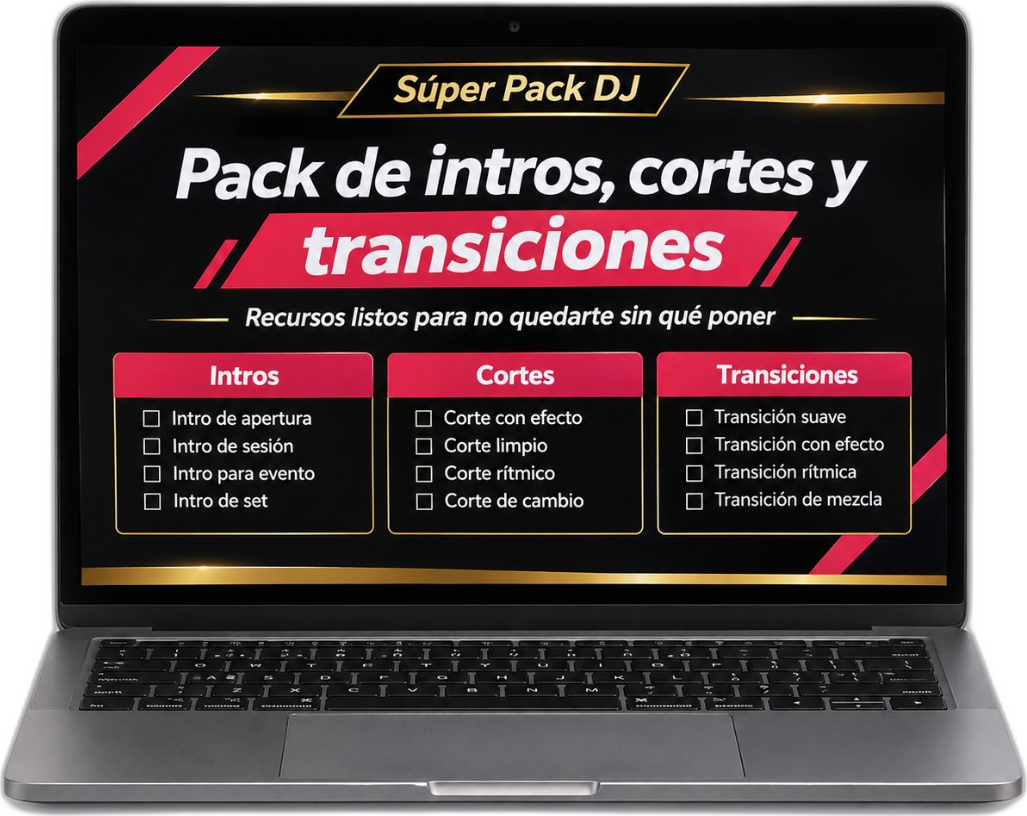 Súper Pack DJ
Pack de intros, cortes y
transiciones
Recursos listos para no quedarte sin qué poner
Intros
Intro de apertura
Intro de sesión
Intro para evento
Intro de set
Cortes
Corte con efecto
Corte limpio
Corte rítmico
Corte de cambio
Transiciones
Transición suave
Transición con efecto
Transición rítmica
Transición de mezcla